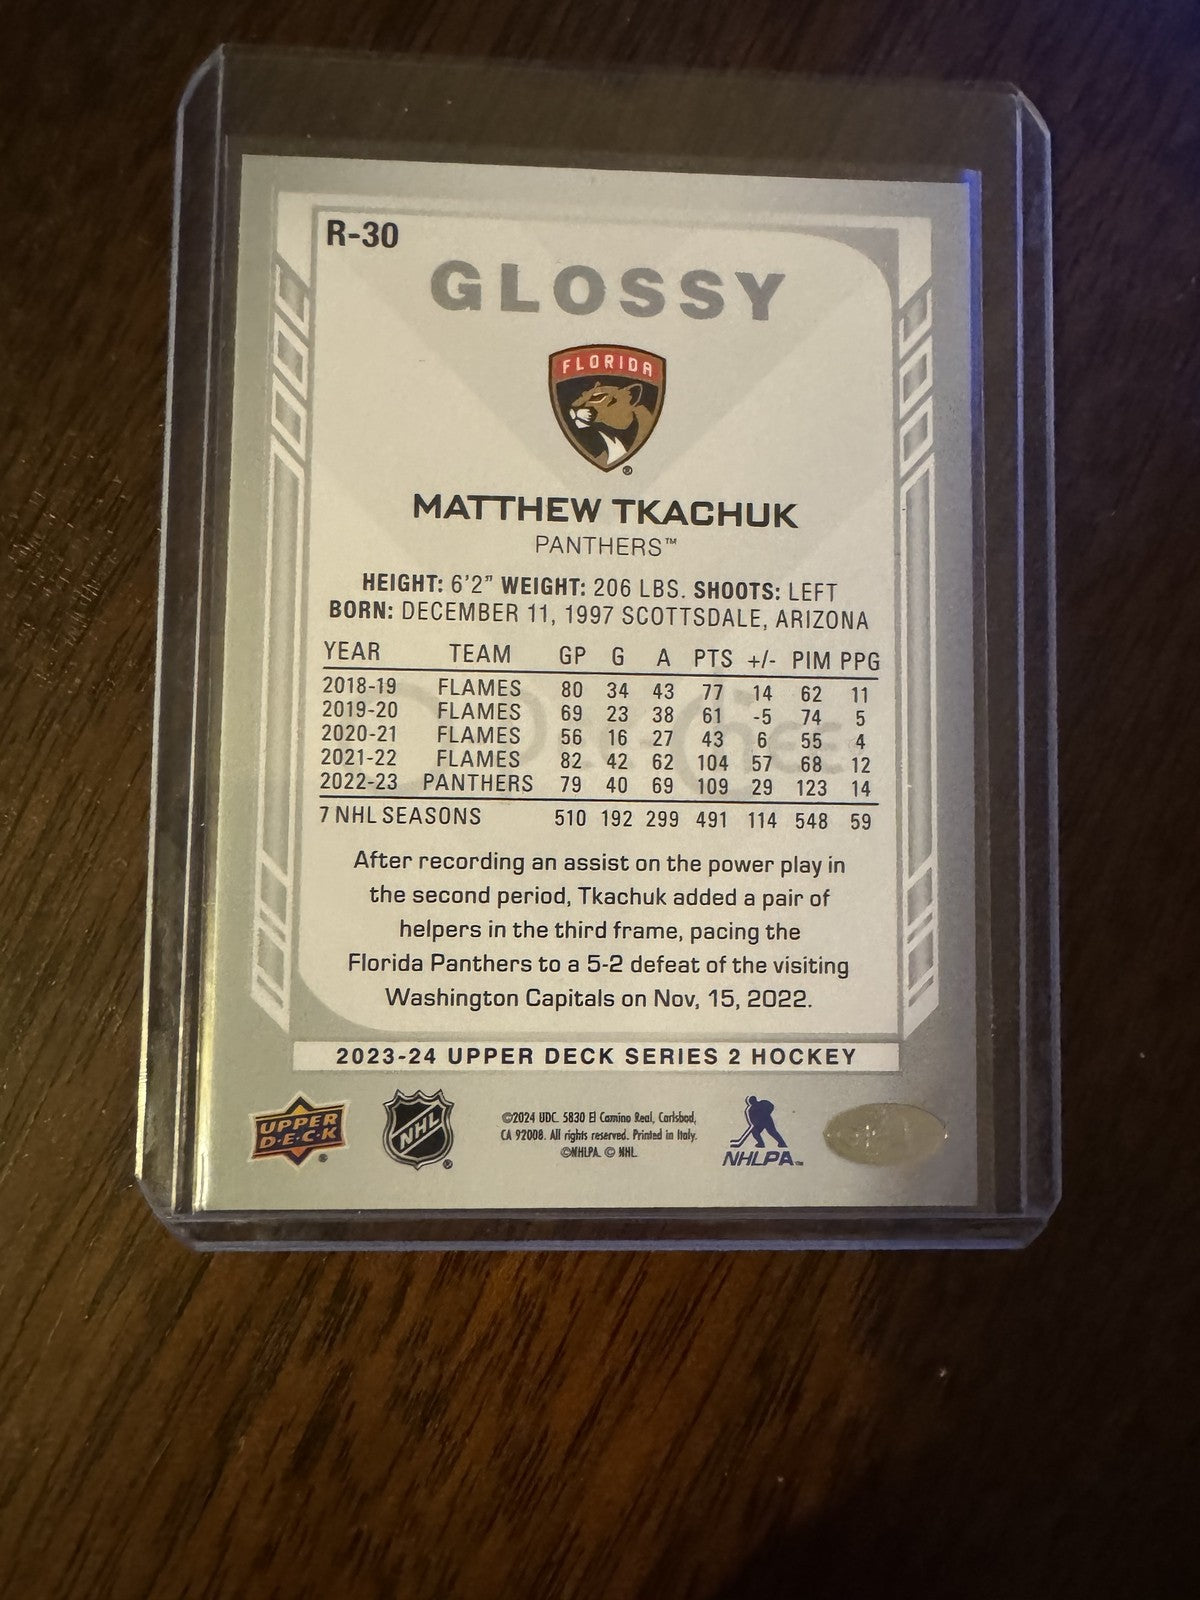 R-30
GLOSSY
FLORIDA
®
MATTHEW TKACHUK
PANTHERS™
HEIGHT: 6'2" WEIGHT: 206 LBS. SHOOTS: LEFT
BORN: DECEMBER 11, 1997 SCOTTSDALE, ARIZONA
YEAR TEAM GP G A PTS +/- PIM PPG
2018-19 FLAMES 80 34 43 77 14 62 11
2019-20 FLAMES 69 23 38 61 -5 74 5
2020-21 FLAMES 56 16 27 43 6 55 4
2021-22 FLAMES 82 42 62 104 57 68 12
2022-23 PANTHERS 79 40 69 109 29 123 14
7 NHL SEASONS 510 192 299 491 114 548 59
After recording an assist on the power play in
the second period, Tkachuk added a pair of
helpers in the third frame, pacing the
Florida Panthers to a 5-2 defeat of the visiting
Washington Capitals on Nov, 15, 2022.
2023-24 UPPER DECK SERIES 2 HOCKEY
UPPER
D·E·C·K
®
NHL
®
©2024 UDC. 5830 El Camino Real, Carlsbad,
CA 92008. All rights reserved. Printed in Italy.
©NHLPA. © NHL.
NHLPA™